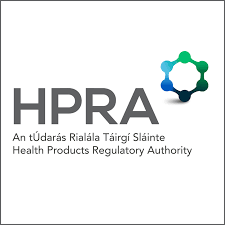 HPRA
An tÚdarás Rialála Táirgí Sláinte
Health Products Regulatory Authority